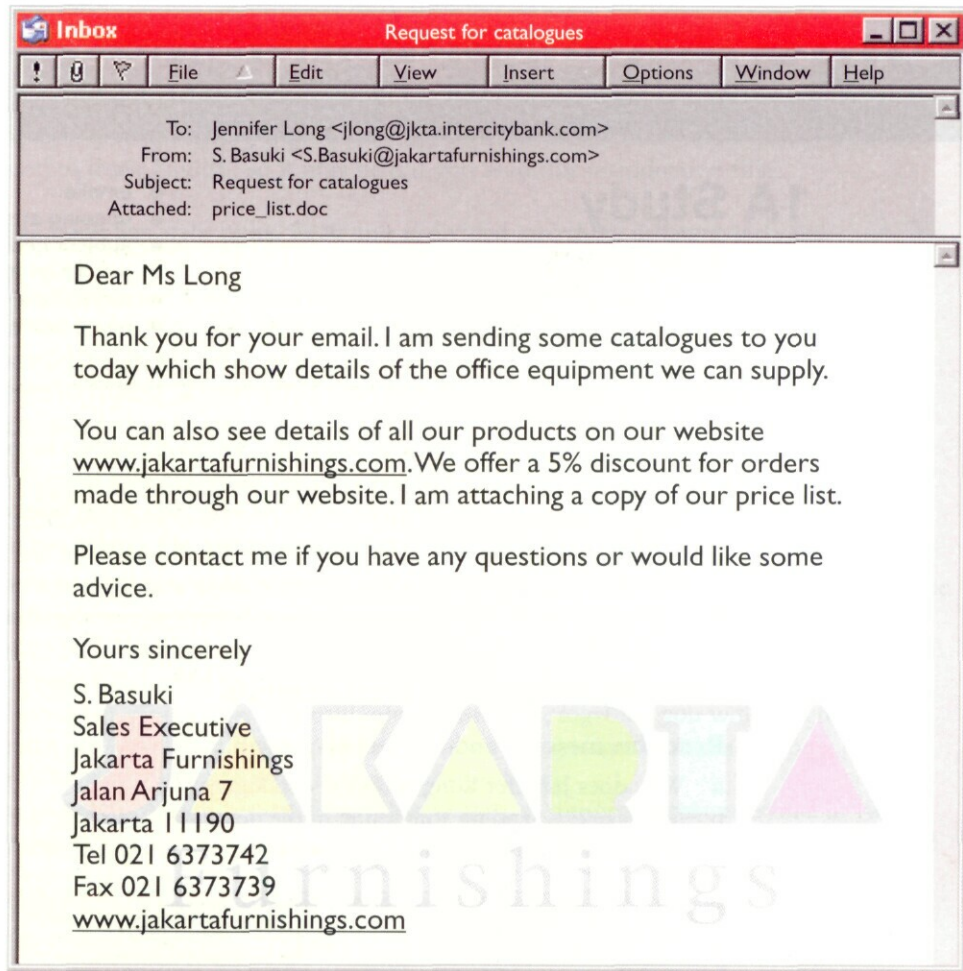 Inbox Request for catalogues
! File Edit View Insert Options Window Help
To: Jennifer Long <jlong@jkta.intercitybank.com>
From: S. Basuki <S.Basuki@jakartafurnishings.com>
Subject: Request for catalogues
Attached: price_list.doc
1A Study
Dear Ms Long
Thank you for your email. I am sending some catalogues to you
today which show details of the office equipment we can supply.
You can also see details of all our products on our website
www.jakartafurnishings.com. We offer a 5% discount for orders
made through our website. I am attaching a copy of our price list.
Please contact me if you have any questions or would like some
advice.
Yours sincerely
S. Basuki
Sales Executive
Jakarta Furnishings
Jalan Arjuna 7
Jakarta 11190
Tel 021 6373742
Fax 021 6373739
www.jakartafurnishings.com
JAKARTA
Furnishings